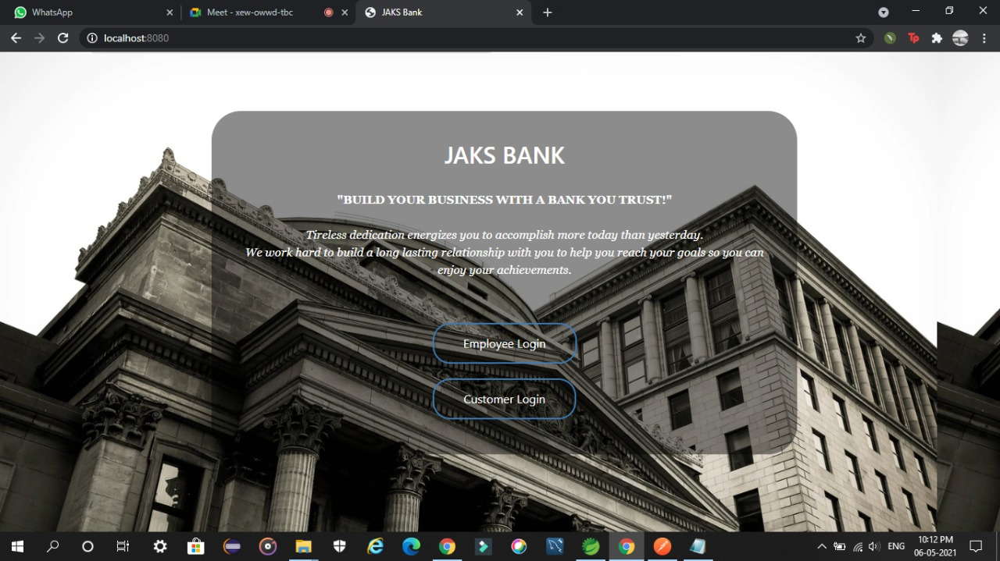 WhatsApp
Meet - xew-owwd-tbc
JAKS Bank
localhost:8080
Tp
JAKS BANK
"BUILD YOUR BUSINESS WITH A BANK YOU TRUST!"
Tireless dedication energizes you to accomplish more today than yesterday.
We work hard to build a long lasting relationship with you to help you reach your goals so you can
enjoy your achievements.
Employee Login
Customer Login
ENG
10:12 PM
06-05-2021